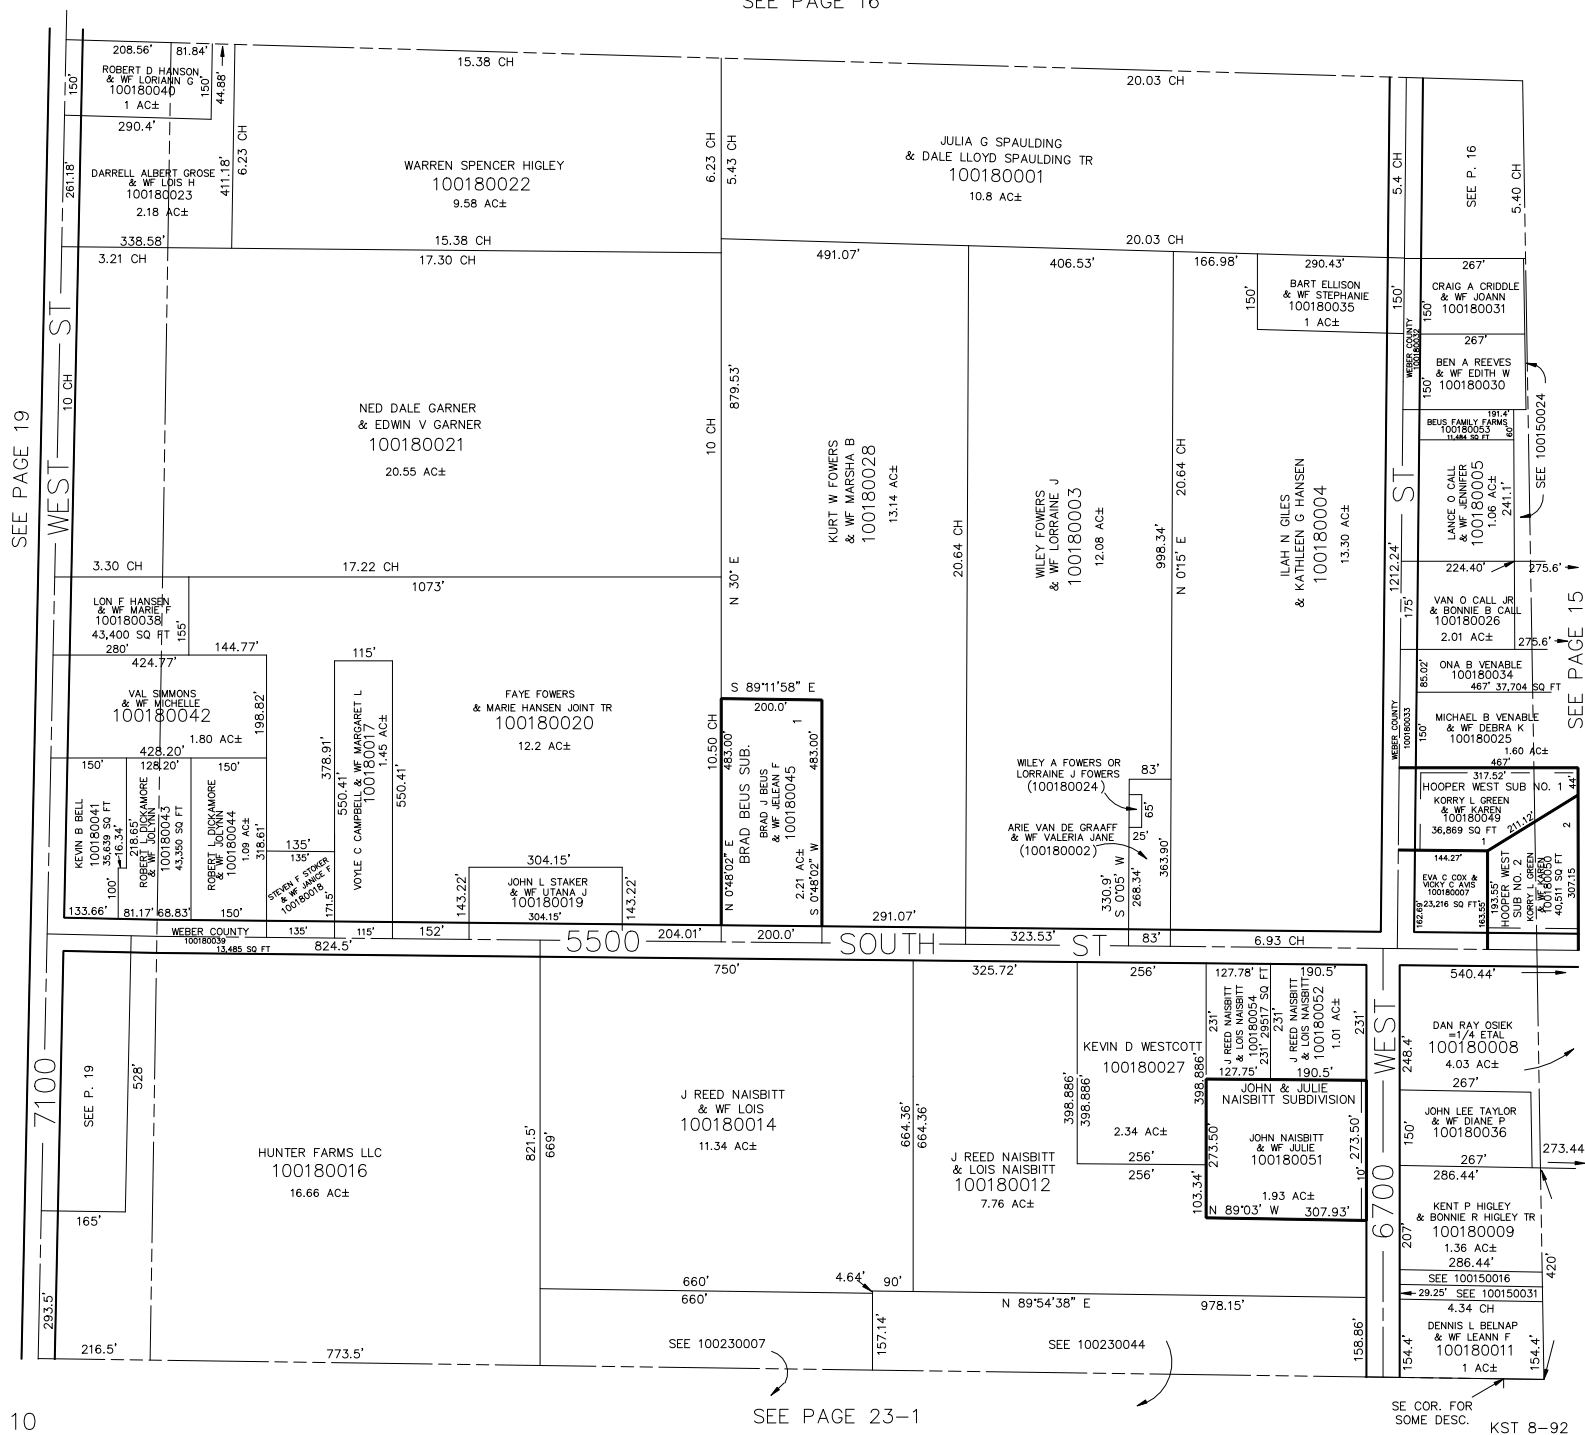 SEE PAGE 16
208.56'
81.84'
150'
ROBERT D HANSON
& WF LORIANN G
100180040
1 AC±
150'
44.88'
290.4'
261.18'
DARRELL ALBERT GROSE
& WF LOIS H
100180023
2.18 AC±
411.18'
338.58'
6.23 CH
15.38 CH
WARREN SPENCER HIGLEY
100180022
9.58 AC±
15.38 CH
6.23 CH
5.43 CH
20.03 CH
JULIA G SPAULDING
& DALE LLOYD SPAULDING TR
100180001
10.8 AC±
20.03 CH
5.4 CH
SEE P. 16
5.40 CH
3.21 CH
17.30 CH
WEST ST
10 CH
SEE PAGE 19
NED DALE GARNER
& EDWIN V GARNER
100180021
20.55 AC±
10 CH
879.53'
N 30° E
491.07'
KURT W FOWERS
& WF MARSHA B
100180028
13.14 AC±
20.64 CH
406.53'
WILEY FOWERS
& WF LORRAINE J
100180003
12.08 AC±
998.34'
20.64 CH
N 0°15' E
166.98'
290.43'
150'
BART ELLISON
& WF STEPHANIE
100180035
1 AC±
150'
ILAH N GILES
& KATHLEEN G HANSEN
100180004
13.30 AC±
ST
1212.24'
WEBER COUNTY
100180032
267'
CRAIG A CRIDDLE
& WF JOANN
100180031
150'
267'
BEN A REEVES
& WF EDITH W
100180030
150'
SEE 100150024
191.4'
BEUS FAMILY FARMS
100180053
11,484 SQ FT
60'
LANCE O CALL
& WF JENNIFER
100180005
1.06 AC±
241.1'
224.40'
275.6'
175'
VAN O CALL JR
& BONNIE B CALL
100180026
2.01 AC±
275.6'
SEE PAGE 15
85.02'
ONA B VENABLE
100180034
467' 37,704 SQ FT
WEBER COUNTY
100180033
150'
MICHAEL B VENABLE
& WF DEBRA K
100180025
1.60 AC±
467'
317.52'
44'
HOOPER WEST SUB NO. 1
KORRY L GREEN
& WF KAREN
100180049
36,869 SQ FT
211.12'
1
2
144.27'
EVA C COX &
VICKY C AVIS
100180007
23,216 SQ FT
162.69'
163.55'
193.55'
HOOPER WEST
SUB NO. 2
KORRY L GREEN
& WF KAREN
100180050
40,511 SQ FT
307.15
3.30 CH
17.22 CH
1073'
LON F HANSEN
& WF MARIE F
100180038
43,400 SQ FT
155'
280'
144.77'
424.77'
VAL SIMMONS
& WF MICHELLE
100180042
1.80 AC±
198.82'
428.20'
150'
128.20'
150'
KEVIN B BELL
100180041
35,639 SQ FT
16.34'
100'
133.66'
218.65'
ROBERT L DICKAMORE
& WF JOLYNN
100180043
43,350 SQ FT
81.17'
68.83'
ROBERT L DICKAMORE
& WF JOLYNN
100180044
1.09 AC±
318.61'
150'
135'
135'
STEVEN F STOKER
& WF JANICE F
100180018
171.5'
135'
378.91'
550.41'
115'
VOYLE C CAMPBELL & WF MARGARET L
100180017
1.45 AC±
550.41'
115'
FAYE FOWERS
& MARIE HANSEN JOINT TR
100180020
12.2 AC±
10.50 CH
143.22'
304.15'
JOHN L STAKER
& WF UTANA J
100180019
304.15'
143.22'
152'
204.01'
S 89°11'58" E
200.0'
N 0°48'02" E
483.00'
BRAD BEUS SUB.
BRAD J BEUS
& WF JELEAN F
100180045
2.21 AC±
1
483.00'
S 0°48'02" W
200.0'
291.07'
WILEY A FOWERS OR
LORRAINE J FOWERS
(100180024)
ARIE VAN DE GRAAFF
& WF VALERIA JANE
(100180002)
83'
65'
25'
330.9'
S 0°05' W
268.34'
363.90'
323.53'
83'
6.93 CH
WEBER COUNTY
100180039
13,485 SQ FT
824.5'
5500 SOUTH ST
7100
SEE P. 19
528'
165'
293.5'
216.5'
HUNTER FARMS LLC
100180016
16.66 AC±
773.5'
821.5'
669'
750'
J REED NAISBITT
& WF LOIS
100180014
11.34 AC±
664.36'
664.36'
660'
660'
4.64'
90'
157.14'
SEE 100230007
325.72'
J REED NAISBITT
& LOIS NAISBITT
100180012
7.76 AC±
N 89°54'38" E
978.15'
SEE 100230044
158.86'
256'
KEVIN D WESTCOTT
100180027
2.34 AC±
398.886'
398.886'
398.886'
256'
256'
127.78'
231'
J REED NAISBITT
& LOIS NAISBITT
100180054
231' 29517 SQ FT
127.75'
190.5'
231'
J REED NAISBITT
& LOIS NAISBITT
100180052
1.01 AC±
231'
190.5'
JOHN & JULIE
NAISBITT SUBDIVISION
273.50'
JOHN NAISBITT
& WF JULIE
100180051
1.93 AC±
273.50'
10'
103.34'
N 89°03' W
307.93'
6700 WEST
540.44'
248.4'
DAN RAY OSIEK
=1/4 ETAL
100180008
4.03 AC±
267'
150'
JOHN LEE TAYLOR
& WF DIANE P
100180036
267'
273.44
286.44'
207'
KENT P HIGLEY
& BONNIE R HIGLEY TR
100180009
1.36 AC±
286.44'
420'
SEE 100150016
29.25' SEE 100150031
4.34 CH
154.4'
DENNIS L BELNAP
& WF LEANN F
100180011
1 AC±
154.4'
SE COR. FOR
SOME DESC.
KST 8-92
SEE PAGE 23-1
10